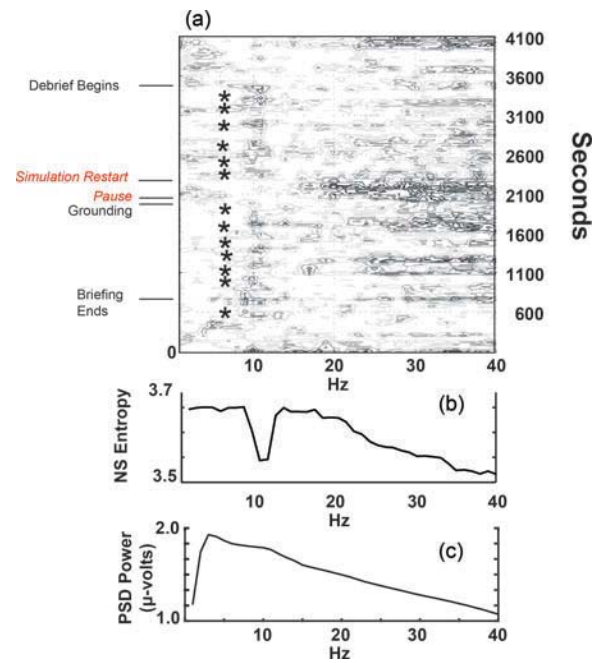 (a)
4100
Debrief Begins
3600
*
*
3100
*
*
2600
*
Simulation Restart
*
Pause
2100
Grounding
*
*
1600
*
*
*
1100
*
Briefing
Ends
600
*
0
10
20
30
40
Hz
Seconds
3.7
(b)
NS Entropy
3.5
10
20
30
40
Hz
2.0
(c)
PSD Power
(µ-volts)
1.0
10
20
30
40
Hz